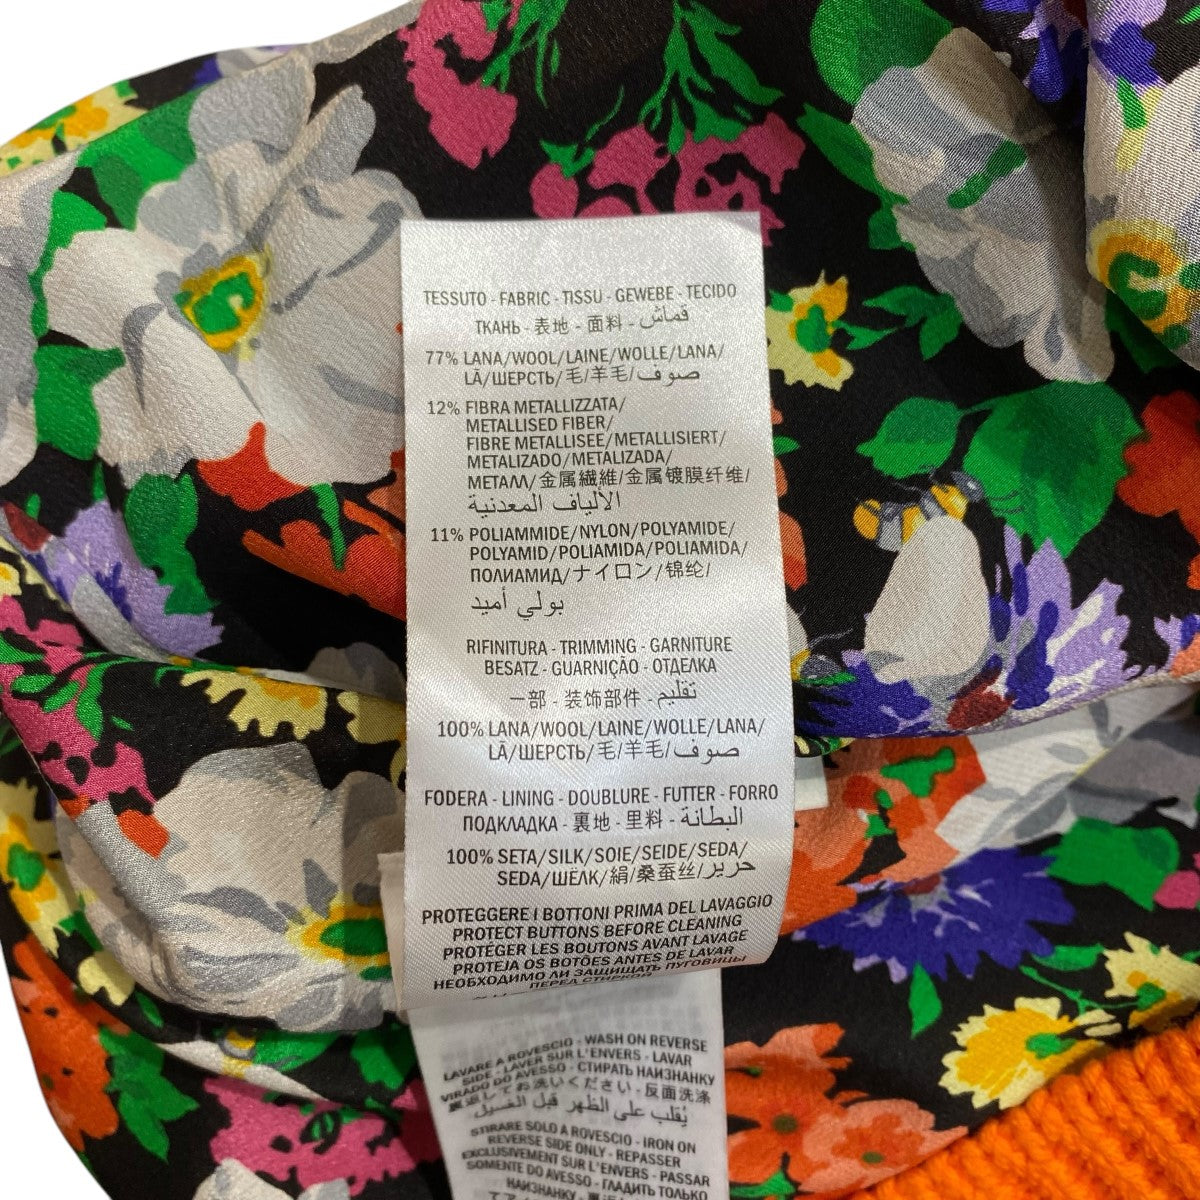 TESSUTO - FABRIC - TISSU - GEWEBE - TECIDO
ТКАНЬ - 表地 - 面料 - قماش
77% LANA/WOOL/LAINE/WOLLE/LANA/
LÃ/ШЕРСТЬ/毛/羊毛/صوف
12% FIBRA METALLIZZATA/
METALLISED FIBER/
FIBRE METALLISEE/METALLISIERT/
METALIZADO/METALIZADA/
МЕТАЛЛ/金属繊維/金属镀膜纤维/
الألياف المعدنية
11% POLIAMMIDE/NYLON/POLYAMIDE/
POLYAMID/POLIAMIDA/POLIAMIDA/
ПОЛИАМИД/ナイロン/锦纶/
بولي أميد
RIFINITURA - TRIMMING - GARNITURE
BESATZ - GUARNIÇÃO - ОТДЕЛКА
一部 - 装饰部件 - تقليم
100% LANA/WOOL/LAINE/WOLLE/LANA/
LÃ/ШЕРСТЬ/毛/羊毛/صوف
FODERA - LINING - DOUBLURE - FUTTER - FORRO
ПОДКЛАДКА - 裏地 - 里料 - البطانة
100% SETA/SILK/SOIE/SEIDE/SEDA/
SEDA/ШЁЛК/絹/桑蚕丝/حرير
PROTEGGERE I BOTTONI PRIMA DEL LAVAGGIO
PROTECT BUTTONS BEFORE CLEANING
PROTÉGER LES BOUTONS AVANT LAVAGE
PROTEJA OS BOTÕES ANTES DE LAVAR
НЕОБХОДИМО ЛИ ЗАЩИЩАТЬ ПУГОВИЦЫ
ПЕРЕД СТИРКОЙ
LAVARE A ROVESCIO - WASH ON REVERSE
SIDE - LAVER SUR L'ENVERS - LAVAR
VIRADO DO AVESSO - СТИРАТЬ НАИЗНАНКУ
裏返してお洗いください - 反面洗涤
يُقلب على الظهر قبل الغسيل
STIRARE SOLO A ROVESCIO - IRON ON
REVERSE SIDE ONLY - REPASSER
EXCLUSIVEMENT SUR L'ENVERS - PASSAR
SOMENTE DO AVESSO - ГЛАДИТЬ ТОЛЬКО
НАИЗНАНКУ -